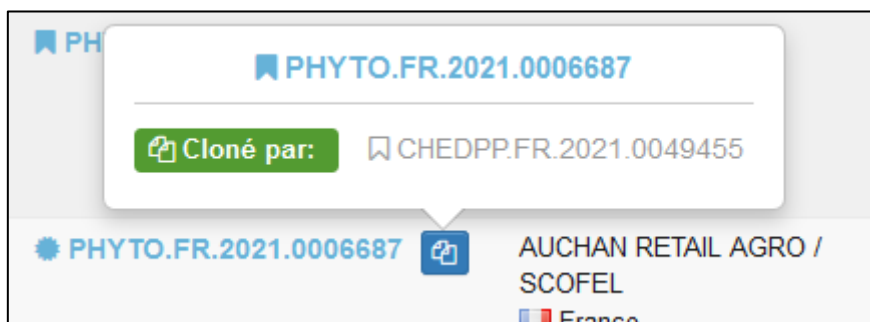 PH
PHYTO.FR.2021.0006687
Cloné par: CHEDPP.FR.2021.0049455
PHYTO.FR.2021.0006687 AUCHAN RETAIL AGRO /
SCOFEL
France